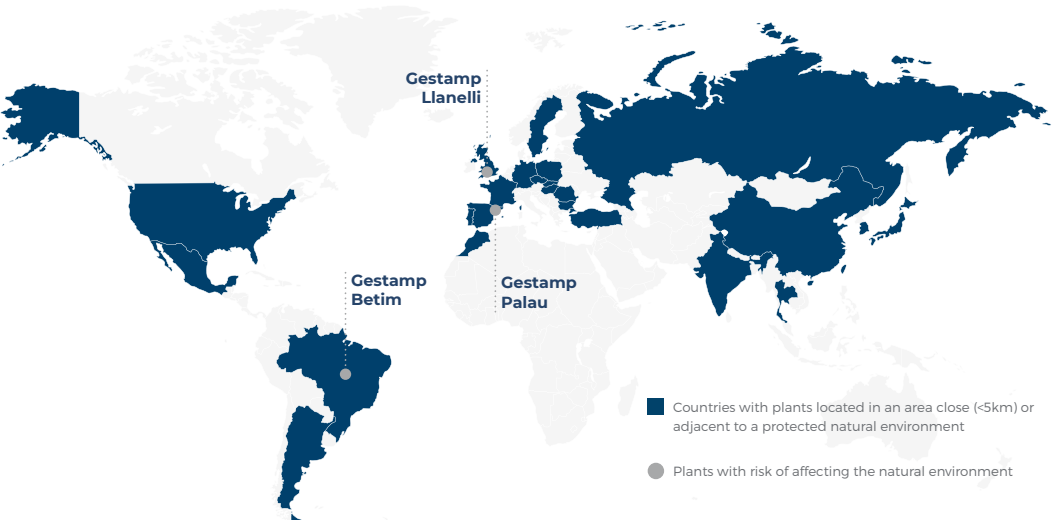 Gestamp
Llanelli
Gestamp
Betim
Gestamp
Palau
Countries with plants located in an area close (<5km) or
adjacent to a protected natural environment
Plants with risk of affecting the natural environment